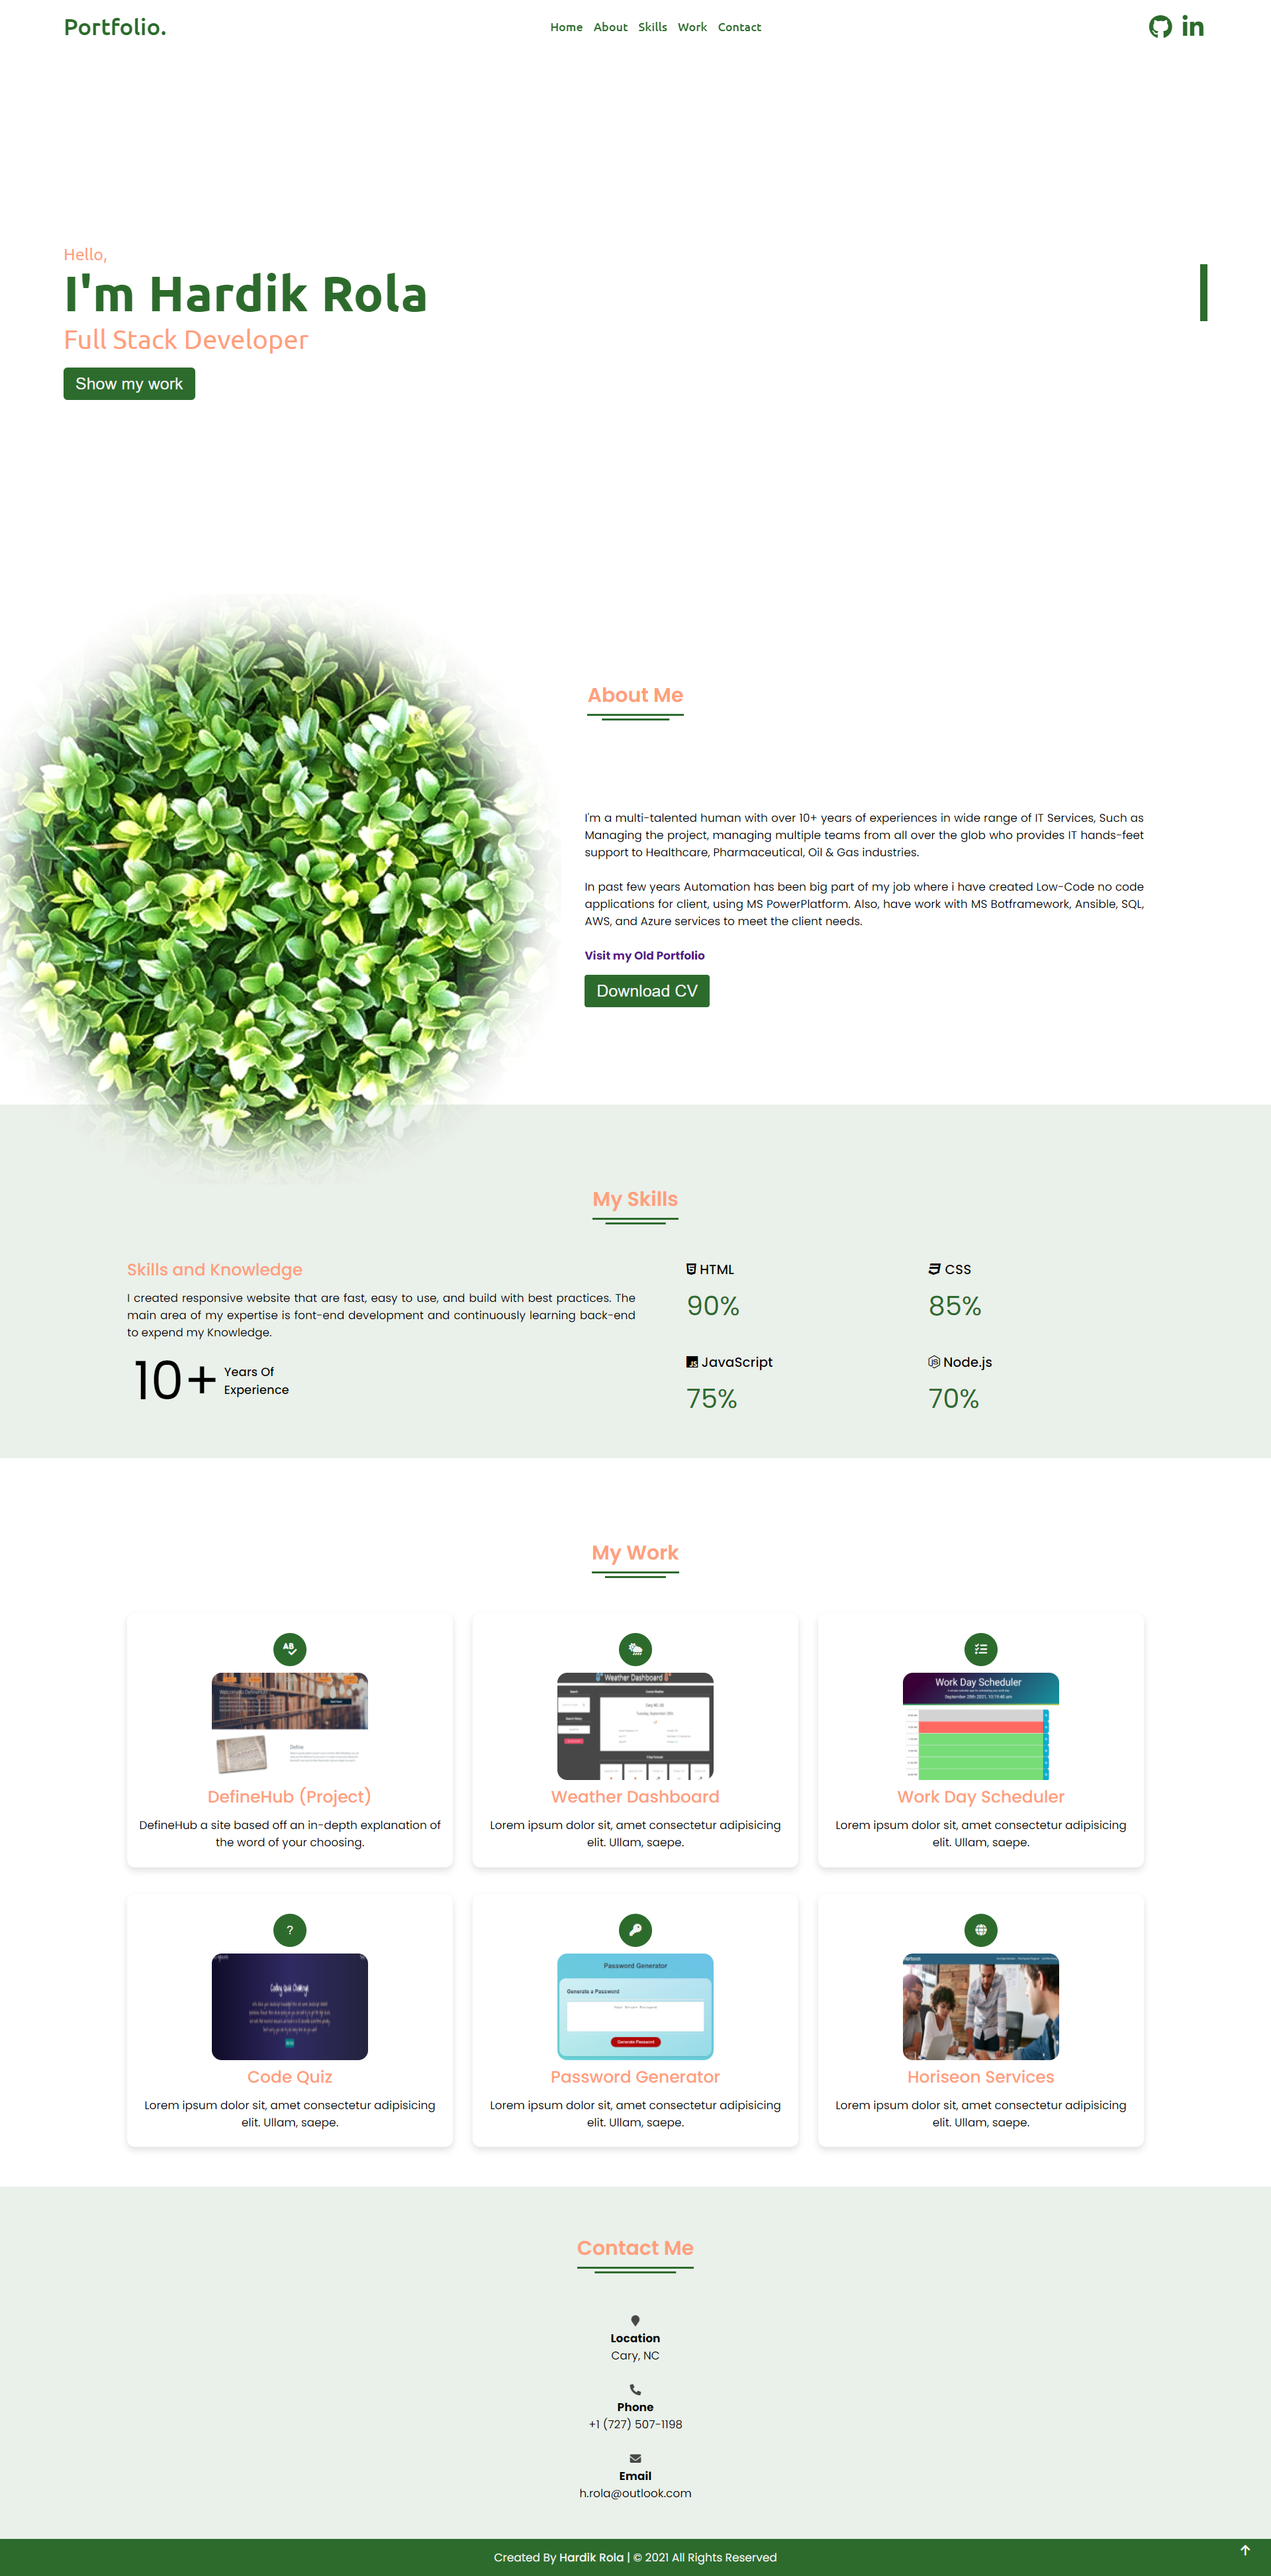 Portfolio.
Home About Skills Work Contact
Hello,
I'm Hardik Rola
Full Stack Developer
Show my work
About Me
I'm a multi-talented human with over 10+ years of experiences in wide range of IT Services, Such as
Managing the project, managing multiple teams from all over the glob who provides IT hands-feet
support to Healthcare, Pharmaceutical, Oil & Gas industries.
In past few years Automation has been big part of my job where i have created Low-Code no code
applications for client, using MS PowerPlatform. Also, have work with MS Botframework, Ansible, SQL,
AWS, and Azure services to meet the client needs.
Visit my Old Portfolio
Download CV
My Skills
Skills and Knowledge
I created responsive website that are fast, easy to use, and build with best practices. The
main area of my expertise is font-end development and continuously learning back-end
to expend my Knowledge.
10+ Years Of
Experience
HTML
90%
CSS
85%
JavaScript
75%
Node.js
70%
My Work
DefineHub (Project)
DefineHub a site based off an in-depth explanation of
the word of your choosing.
Weather Dashboard
Weather Dashboard
Lorem ipsum dolor sit, amet consectetur adipisicing
elit. Ullam, saepe.
Work Day Scheduler
Work Day Scheduler
Lorem ipsum dolor sit, amet consectetur adipisicing
elit. Ullam, saepe.
?
Coding Quiz Challenge
Code Quiz
Lorem ipsum dolor sit, amet consectetur adipisicing
elit. Ullam, saepe.
Password Generator
Generate a Password
Generate Password
Password Generator
Lorem ipsum dolor sit, amet consectetur adipisicing
elit. Ullam, saepe.
Horiseon Services
Lorem ipsum dolor sit, amet consectetur adipisicing
elit. Ullam, saepe.
Contact Me
Location
Cary, NC
Phone
+1 (727) 507-1198
Email
h.rola@outlook.com
Created By Hardik Rola | © 2021 All Rights Reserved